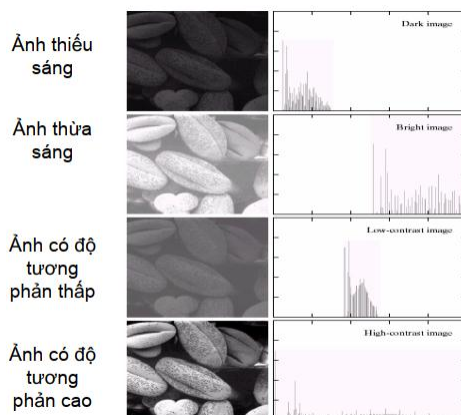 Ảnh thiếu
sáng
Dark image
Ảnh thừa
sáng
Bright image
Ảnh có độ
tương
phản thấp
Low-contrast image
Ảnh có độ
tương
phản cao
High-contrast image